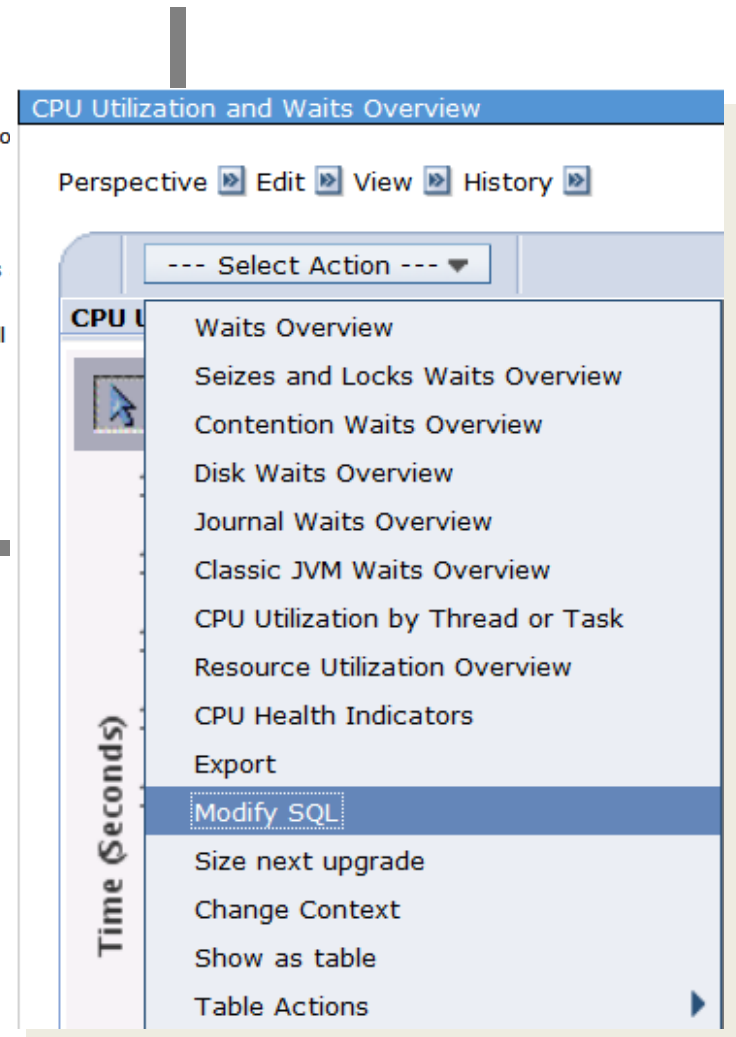 CPU Utilization and Waits Overview
o
Perspective Edit View History
s
--- Select Action ---
CPU U
ll
Waits Overview
Seizes and Locks Waits Overview
Contention Waits Overview
Disk Waits Overview
Journal Waits Overview
Classic JVM Waits Overview
CPU Utilization by Thread or Task
Resource Utilization Overview
CPU Health Indicators
Export
Modify SQL
Size next upgrade
Change Context
Show as table
Table Actions
Time (Seconds)